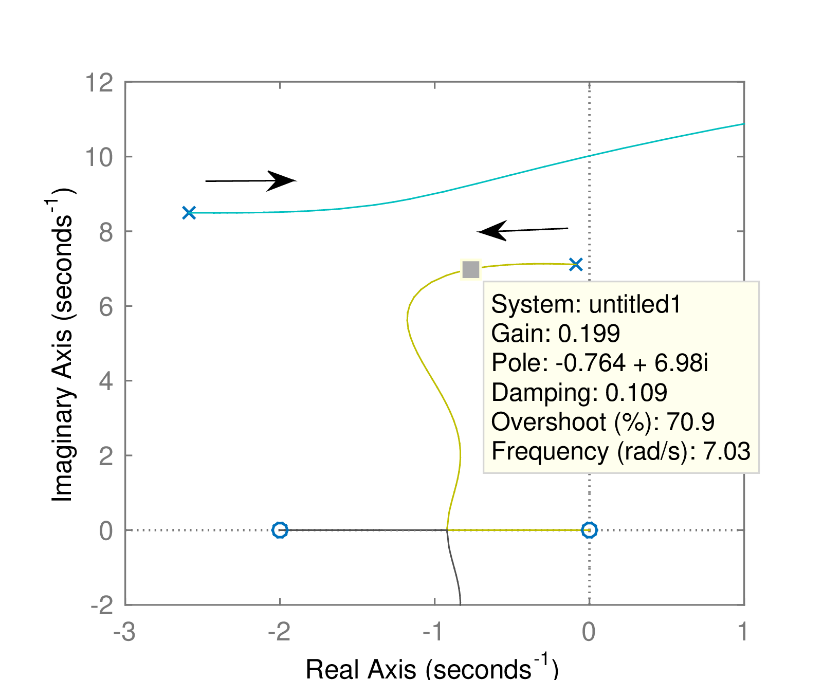 12
10
8
6
4
2
0
-2
Imaginary Axis (seconds⁻¹)
System: untitled1
Gain: 0.199
Pole: -0.764 + 6.98i
Damping: 0.109
Overshoot (%): 70.9
Frequency (rad/s): 7.03
-3 -2 -1 0 1
Real Axis (seconds⁻¹)